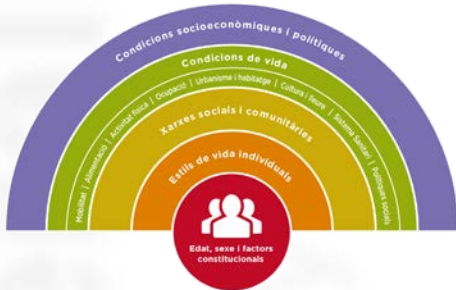 Condicions socioeconòmiques i polítiques
Condicions de vida
Mobilitat | Alimentació | Activitat física | Ocupació | Urbanisme i habitatge | Cultura i lleure | Sistema Sanitari | Polítiques socials
Xarxes socials i comunitàries
Estils de vida individuals
Edat, sexe i factors
constitucionals